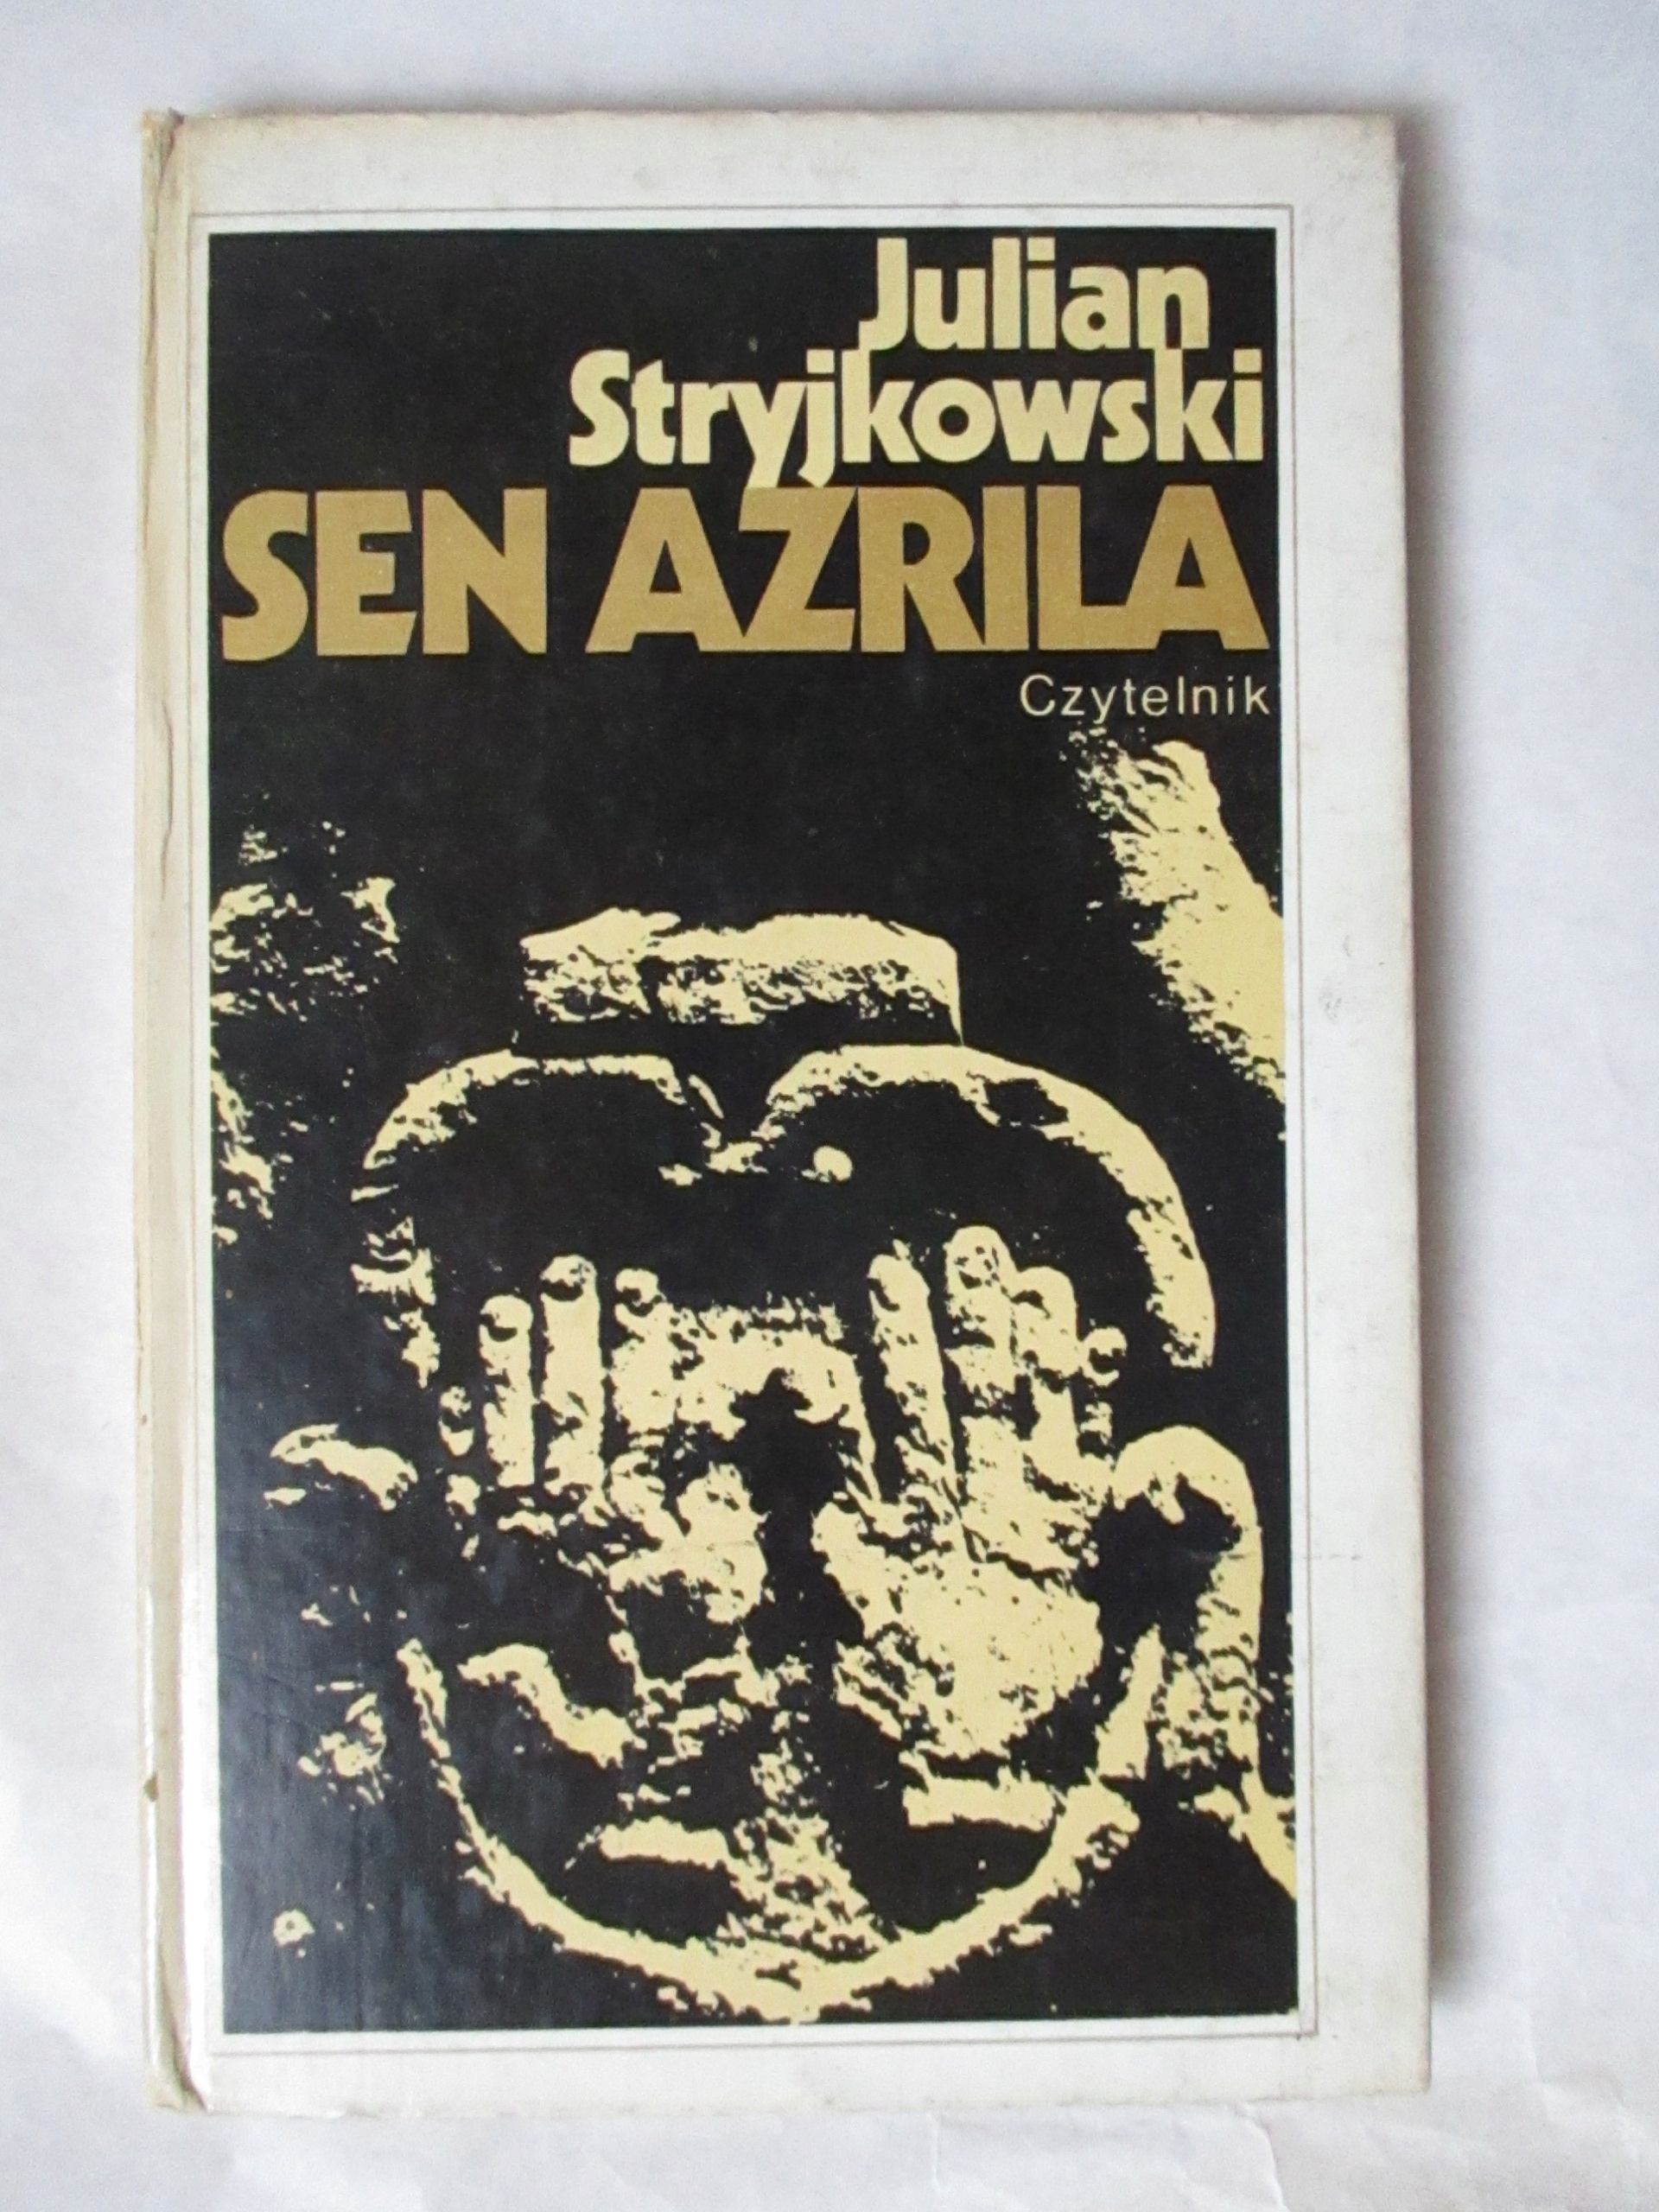 Julian
Stryjkowski
SEN AZRILA
Czytelnik